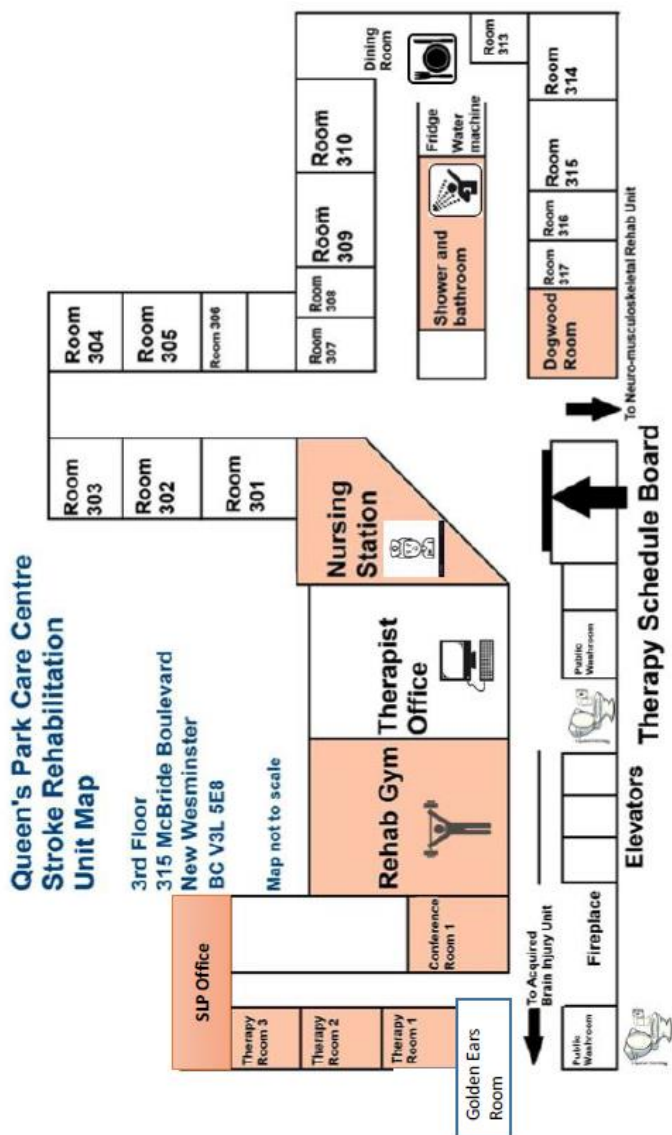 Queen's Park Care Centre
Stroke Rehabilitation
Unit Map
3rd Floor
315 McBride Boulevard
New Wesminster
BC V3L 5E8
Map not to scale
SLP Office
Therapy
Room 3
Therapy
Room 2
Therapy
Room 1
Golden Ears
Room
Conference
Room 1
To Acquired
Brain Injury Unit
Public
Washroom
Fireplace
Elevators
Rehab Gym
Therapist
Office
Public
Washroom
Therapy Schedule Board
Nursing
Station
Room
303
Room
302
Room
301
Room
304
Room
305
Room 306
Room
307
Room
308
Room
309
Room
310
Dining
Room
Fridge
Water
machine
Shower and
bathroom
Room
313
Room
314
Room
315
Room
316
Room
317
Dogwood
Room
To Neuro-musculoskeletal Rehab Unit